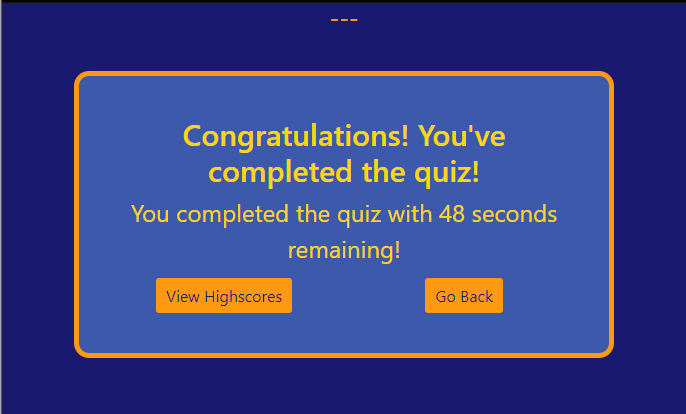 ---
Congratulations! You've
completed the quiz!
You completed the quiz with 48 seconds
remaining!
View Highscores Go Back